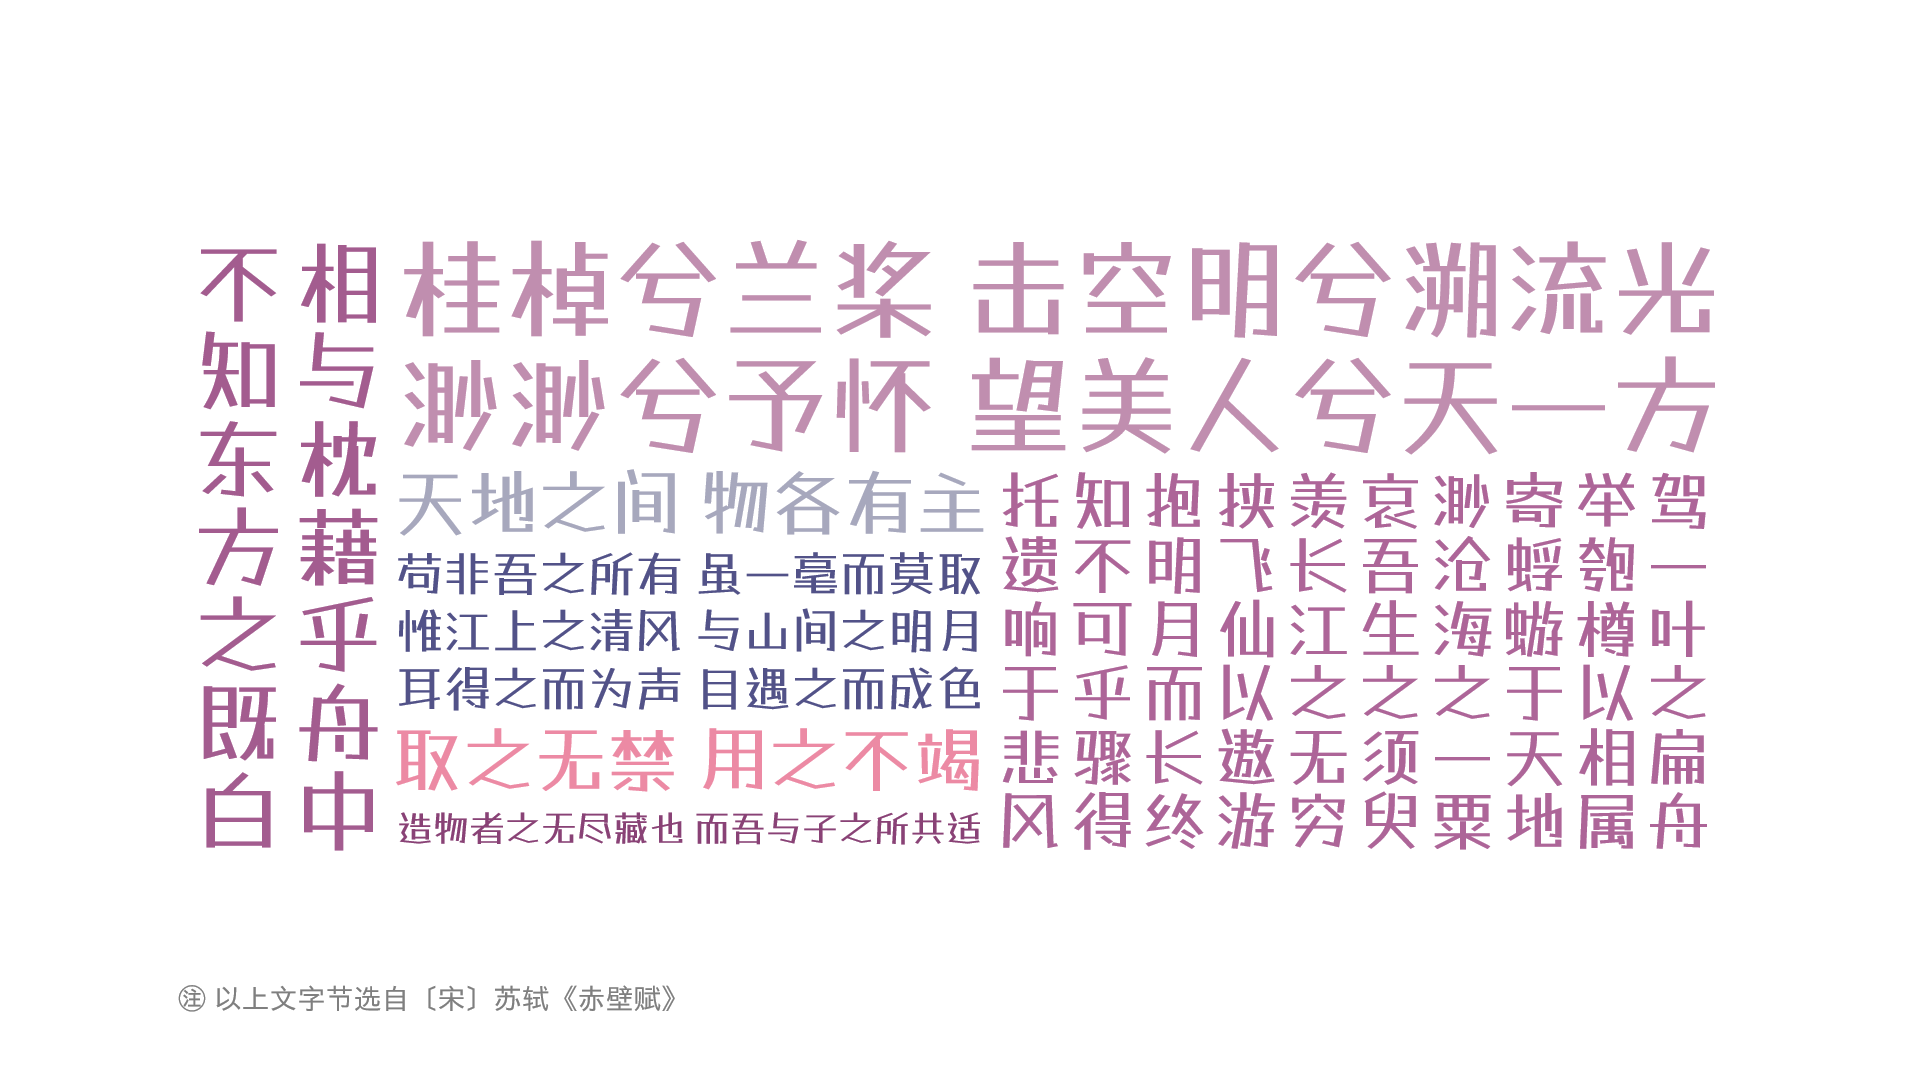 相与枕藉乎舟中
不知东方之既白
桂棹兮兰桨 击空明兮溯流光
渺渺兮予怀 望美人兮天一方
天地之间 物各有主
苟非吾之所有 虽一毫而莫取
惟江上之清风 与山间之明月
耳得之而为声 目遇之而成色
取之无禁 用之不竭
造物者之无尽藏也 而吾与子之所共适
驾一叶之扁舟
举匏樽以相属
寄蜉蝣于天地
渺沧海之一粟
哀吾生之须臾
羡长江之无穷
挟飞仙以遨游
抱明月而长终
知不可乎骤得
托遗响于悲风
㊟ 以上文字节选自〔宋〕苏轼《赤壁赋》